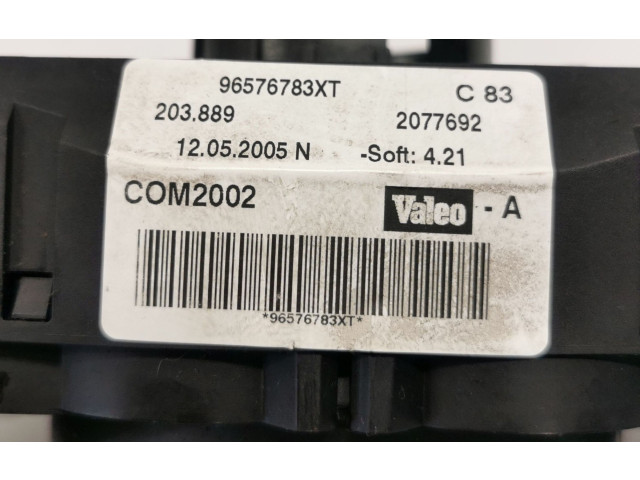 96576783XT C 83
203.889 2077692
12.05.2005 N -Soft: 4.21
COM2002 Valeo - A
*96576783XT*